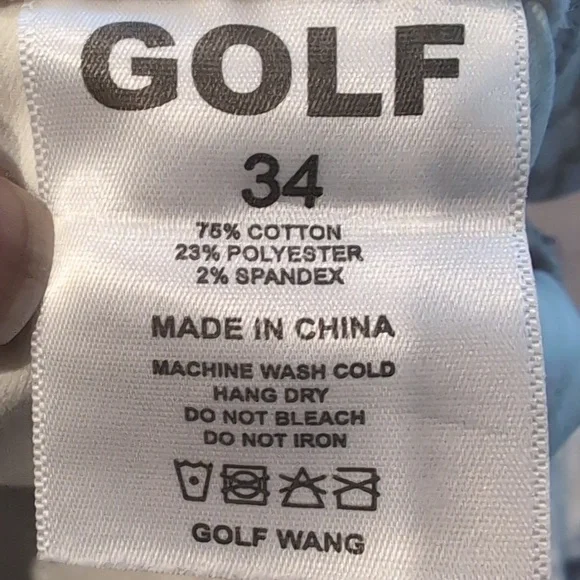 GOLF
34
75% COTTON
23% POLYESTER
2% SPANDEX
MADE IN CHINA
MACHINE WASH COLD
HANG DRY
DO NOT BLEACH
DO NOT IRON
GOLF WANG